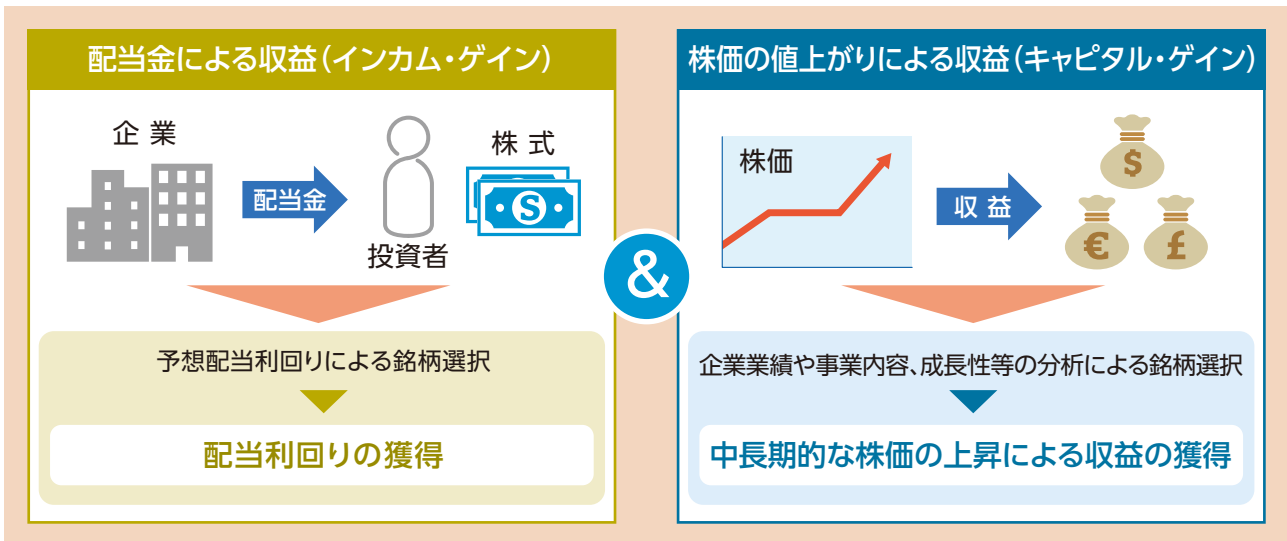 配当金による収益(インカム・ゲイン)
企業
配当金
投資者
株式
S
予想配当利回りによる銘柄選択
配当利回りの獲得
&
株価の値上がりによる収益(キャピタル・ゲイン)
株価
収益
$
€
£
企業業績や事業内容、成長性等の分析による銘柄選択
中長期的な株価の上昇による収益の獲得